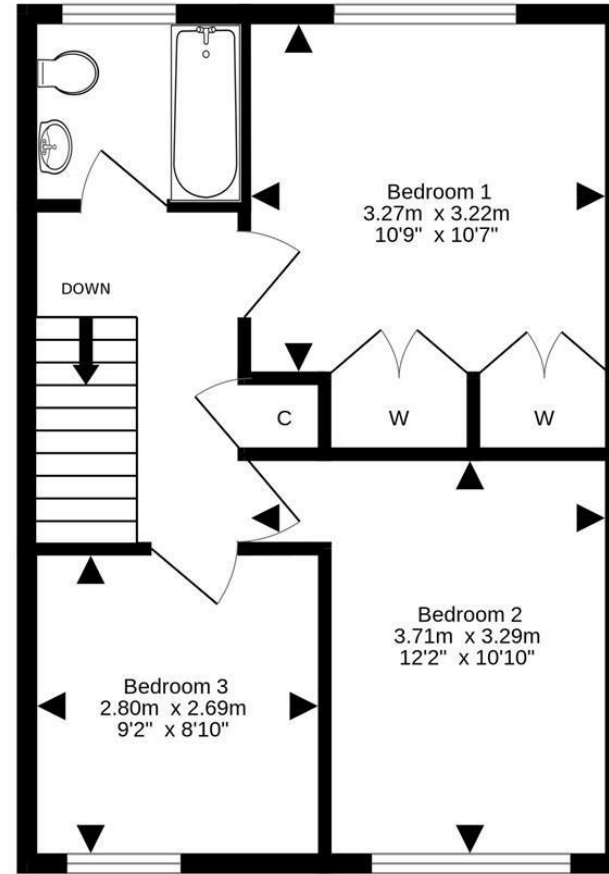 Bedroom 1
3.27m x 3.22m
10'9" x 10'7"
DOWN
C
W
W
Bedroom 2
3.71m x 3.29m
12'2" x 10'10"
Bedroom 3
2.80m x 2.69m
9'2" x 8'10"